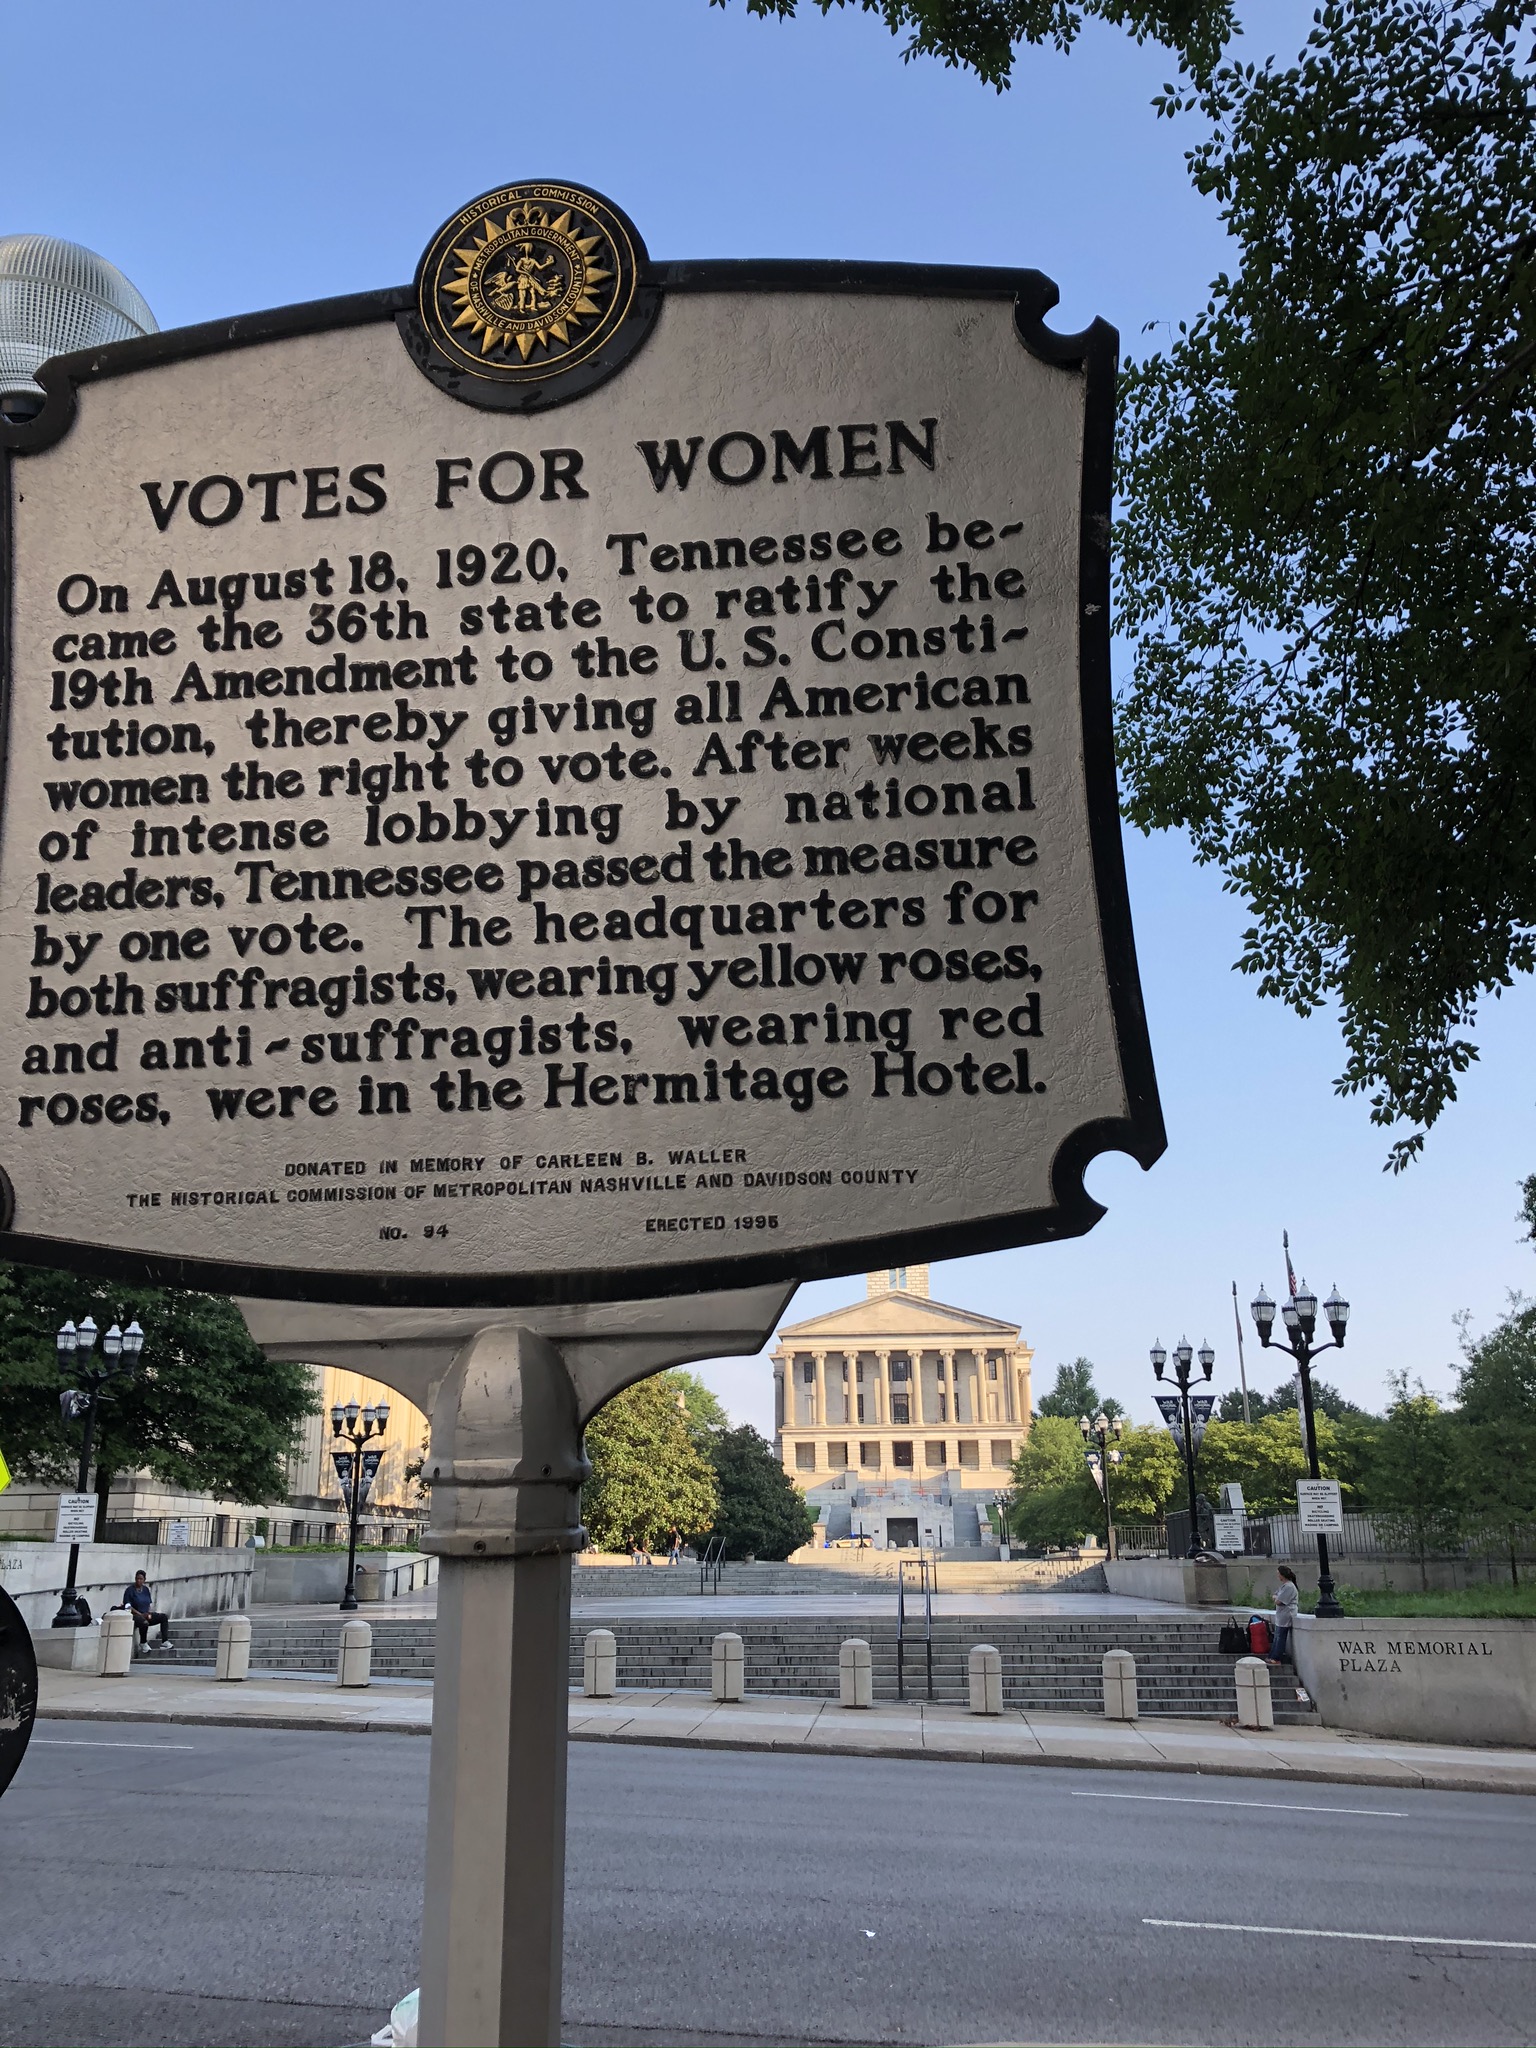 HISTORICAL COMMISSION
METROPOLITAN GOVERNMENT
OF NASHVILLE AND DAVIDSON COUNTY
VOTES FOR WOMEN
On August 18, 1920, Tennessee be-
came the 36th state to ratify the
19th Amendment to the U. S. Consti-
tution, thereby giving all American
women the right to vote. After weeks
of intense lobbying by national
leaders, Tennessee passed the measure
by one vote. The headquarters for
both suffragists, wearing yellow roses,
and anti-suffragists, wearing red
roses, were in the Hermitage Hotel.
DONATED IN MEMORY OF CARLEEN B. WALLER
THE HISTORICAL COMMISSION OF METROPOLITAN NASHVILLE AND DAVIDSON COUNTY
NO. 94 ERECTED 1995
CAUTION
CAUTION
WAR MEMORIAL
PLAZA